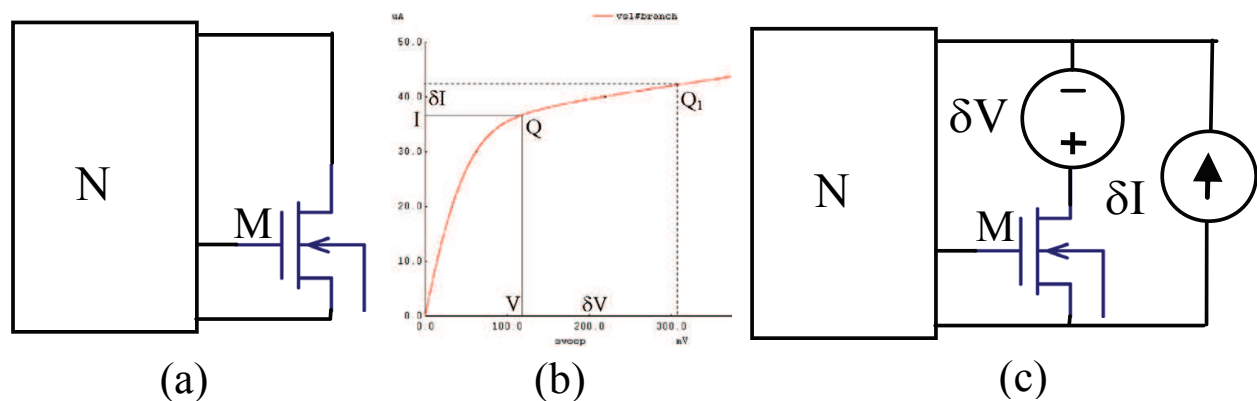 N
M
(a)
uA
vsl#branch
50.0
40.0
30.0
20.0
10.0
0.0
δI
I
Q
Q1
V
δV
0.0
100.0
200.0
300.0
sweep
mV
(b)
N
M
δV
−
+
δI
(c)